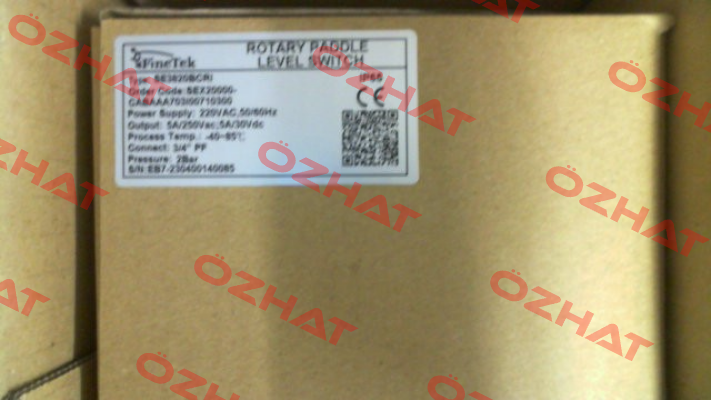 FineTek
ROTARY PADDLE
LEVEL SWITCH
Type: SE3620BCRI
IP65
Order Code: SEX20000-
CABAAA703I00710300
CE
Power Supply: 220VAC,50/60Hz
Output: 5A/250Vac,5A/30Vdc
Process Temp.: -40~85℃
Connect: 3/4" PF
Pressure: 2Bar
S/N:EB7-230400140085
ÖZHAT
ÖZHAT
ÖZHAT
ÖZHAT
ÖZHAT
ÖZHAT
ÖZHAT
ÖZHAT
ÖZHAT